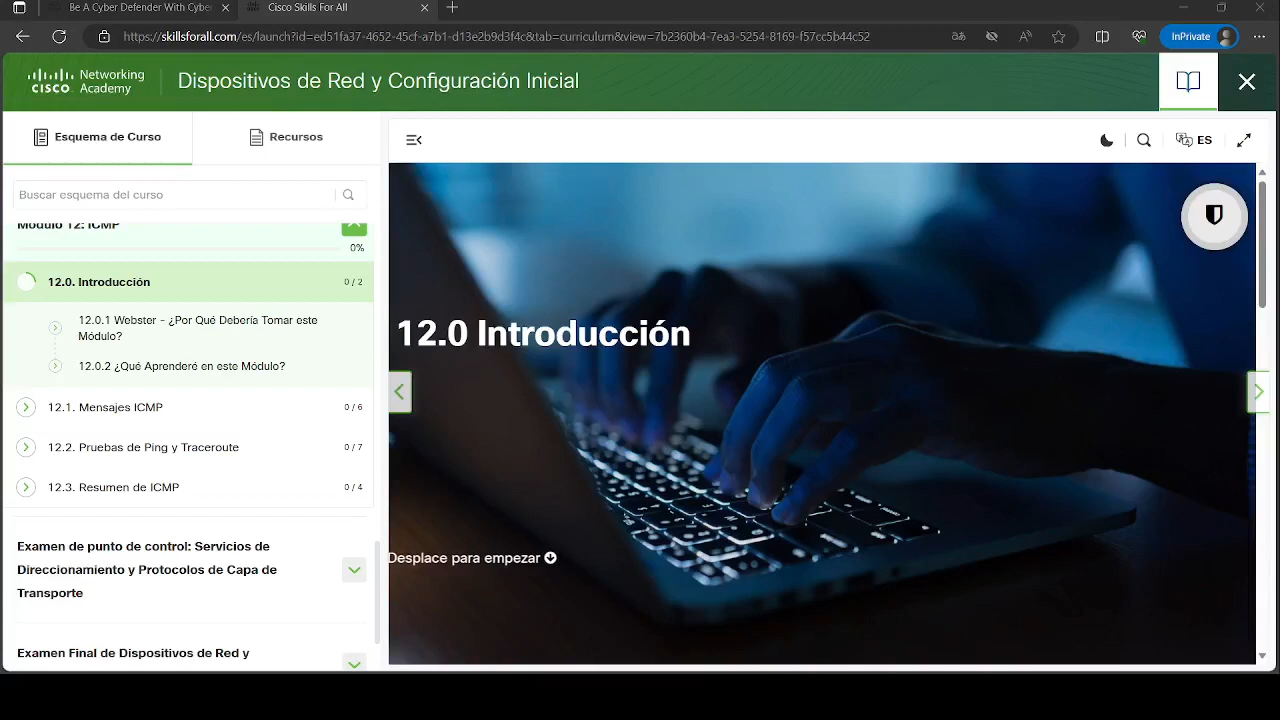 Be A Cyber Defender With Cyber
Cisco Skills For All
https://skillsforall.com/es/launch?id=ed51fa37-4652-45cf-a7b1-d13e2b9d3f4c&tab=curriculum&view=7b2360b4-7ea3-5254-8169-f57cc5b44c52
InPrivate
CISCO
Networking
Academy
Dispositivos de Red y Configuración Inicial
Esquema de Curso
Recursos
ES
Buscar esquema del curso
Módulo 12: ICMP
0%
12.0. Introducción
0 / 2
12.0.1 Webster - ¿Por Qué Debería Tomar este
Módulo?
12.0.2 ¿Qué Aprenderé en este Módulo?
12.1. Mensajes ICMP
0 / 6
12.2. Pruebas de Ping y Traceroute
0 / 7
12.3. Resumen de ICMP
0 / 4
Examen de punto de control: Servicios de
Direccionamiento y Protocolos de Capa de
Transporte
Examen Final de Dispositivos de Red y
12.0 Introducción
Desplace para empezar